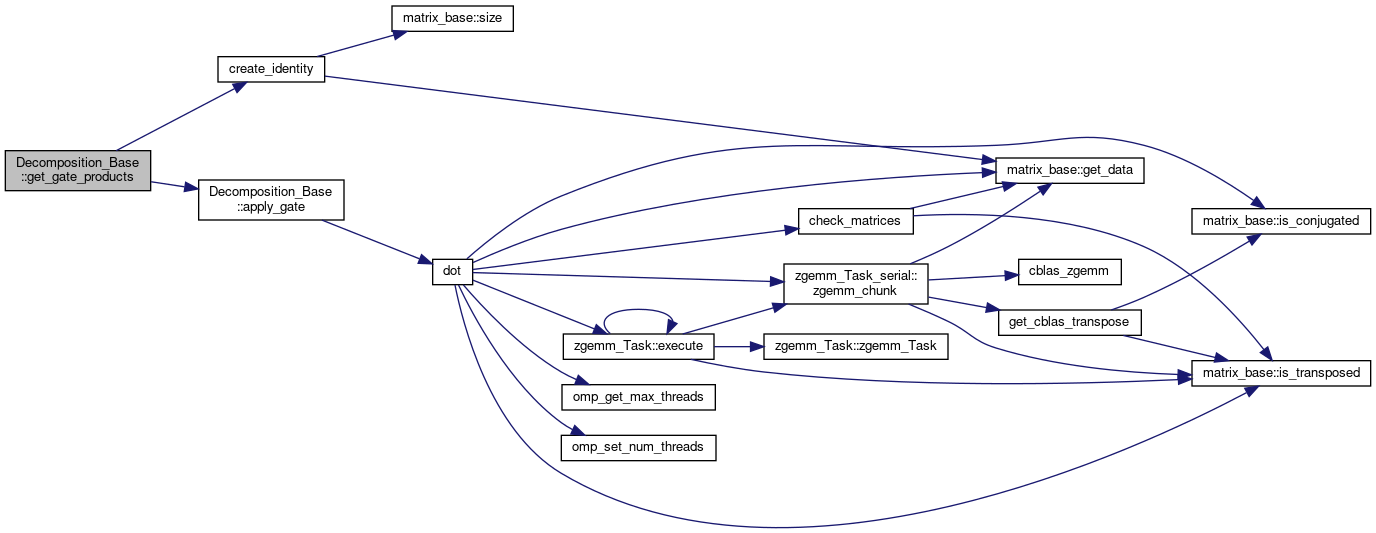 matrix_base::size
create_identity
Decomposition_Base
::get_gate_products
matrix_base::get_data
Decomposition_Base
::apply_gate
check_matrices
matrix_base::is_conjugated
dot
zgemm_Task_serial::
zgemm_chunk
cblas_zgemm
get_cblas_transpose
zgemm_Task::execute
zgemm_Task::zgemm_Task
matrix_base::is_transposed
omp_get_max_threads
omp_set_num_threads